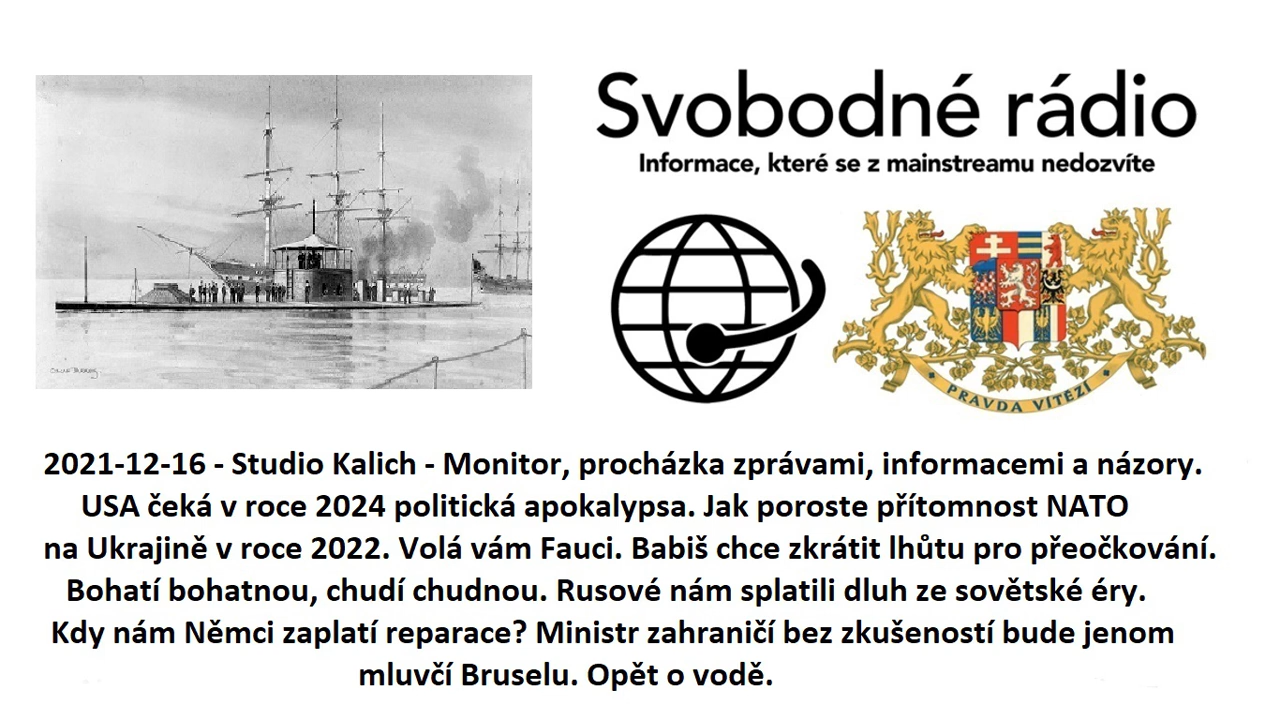 Svobodné rádio
Informace, které se z mainstreamu nedozvíte
PRAVDA VÍTĚZÍ
2021-12-16 - Studio Kalich - Monitor, procházka zprávami, informacemi a názory.
USA čeká v roce 2024 politická apokalypsa. Jak poroste přítomnost NATO
na Ukrajině v roce 2022. Volá vám Fauci. Babiš chce zkrátit lhůtu pro přeočkování.
Bohatí bohatnou, chudí chudnou. Rusové nám splatili dluh ze sovětské éry.
Kdy nám Němci zaplatí reparace? Ministr zahraničí bez zkušeností bude jenom
mluvčí Bruselu. Opět o vodě.